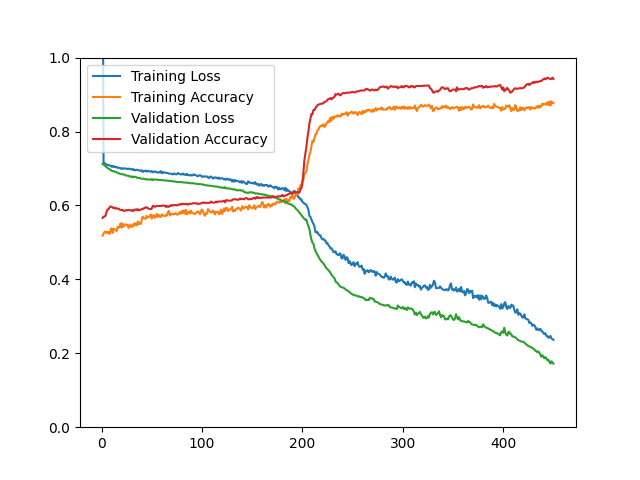 1.0
0.8
0.6
0.4
0.2
0.0
Training Loss
Training Accuracy
Validation Loss
Validation Accuracy
0 100 200 300 400